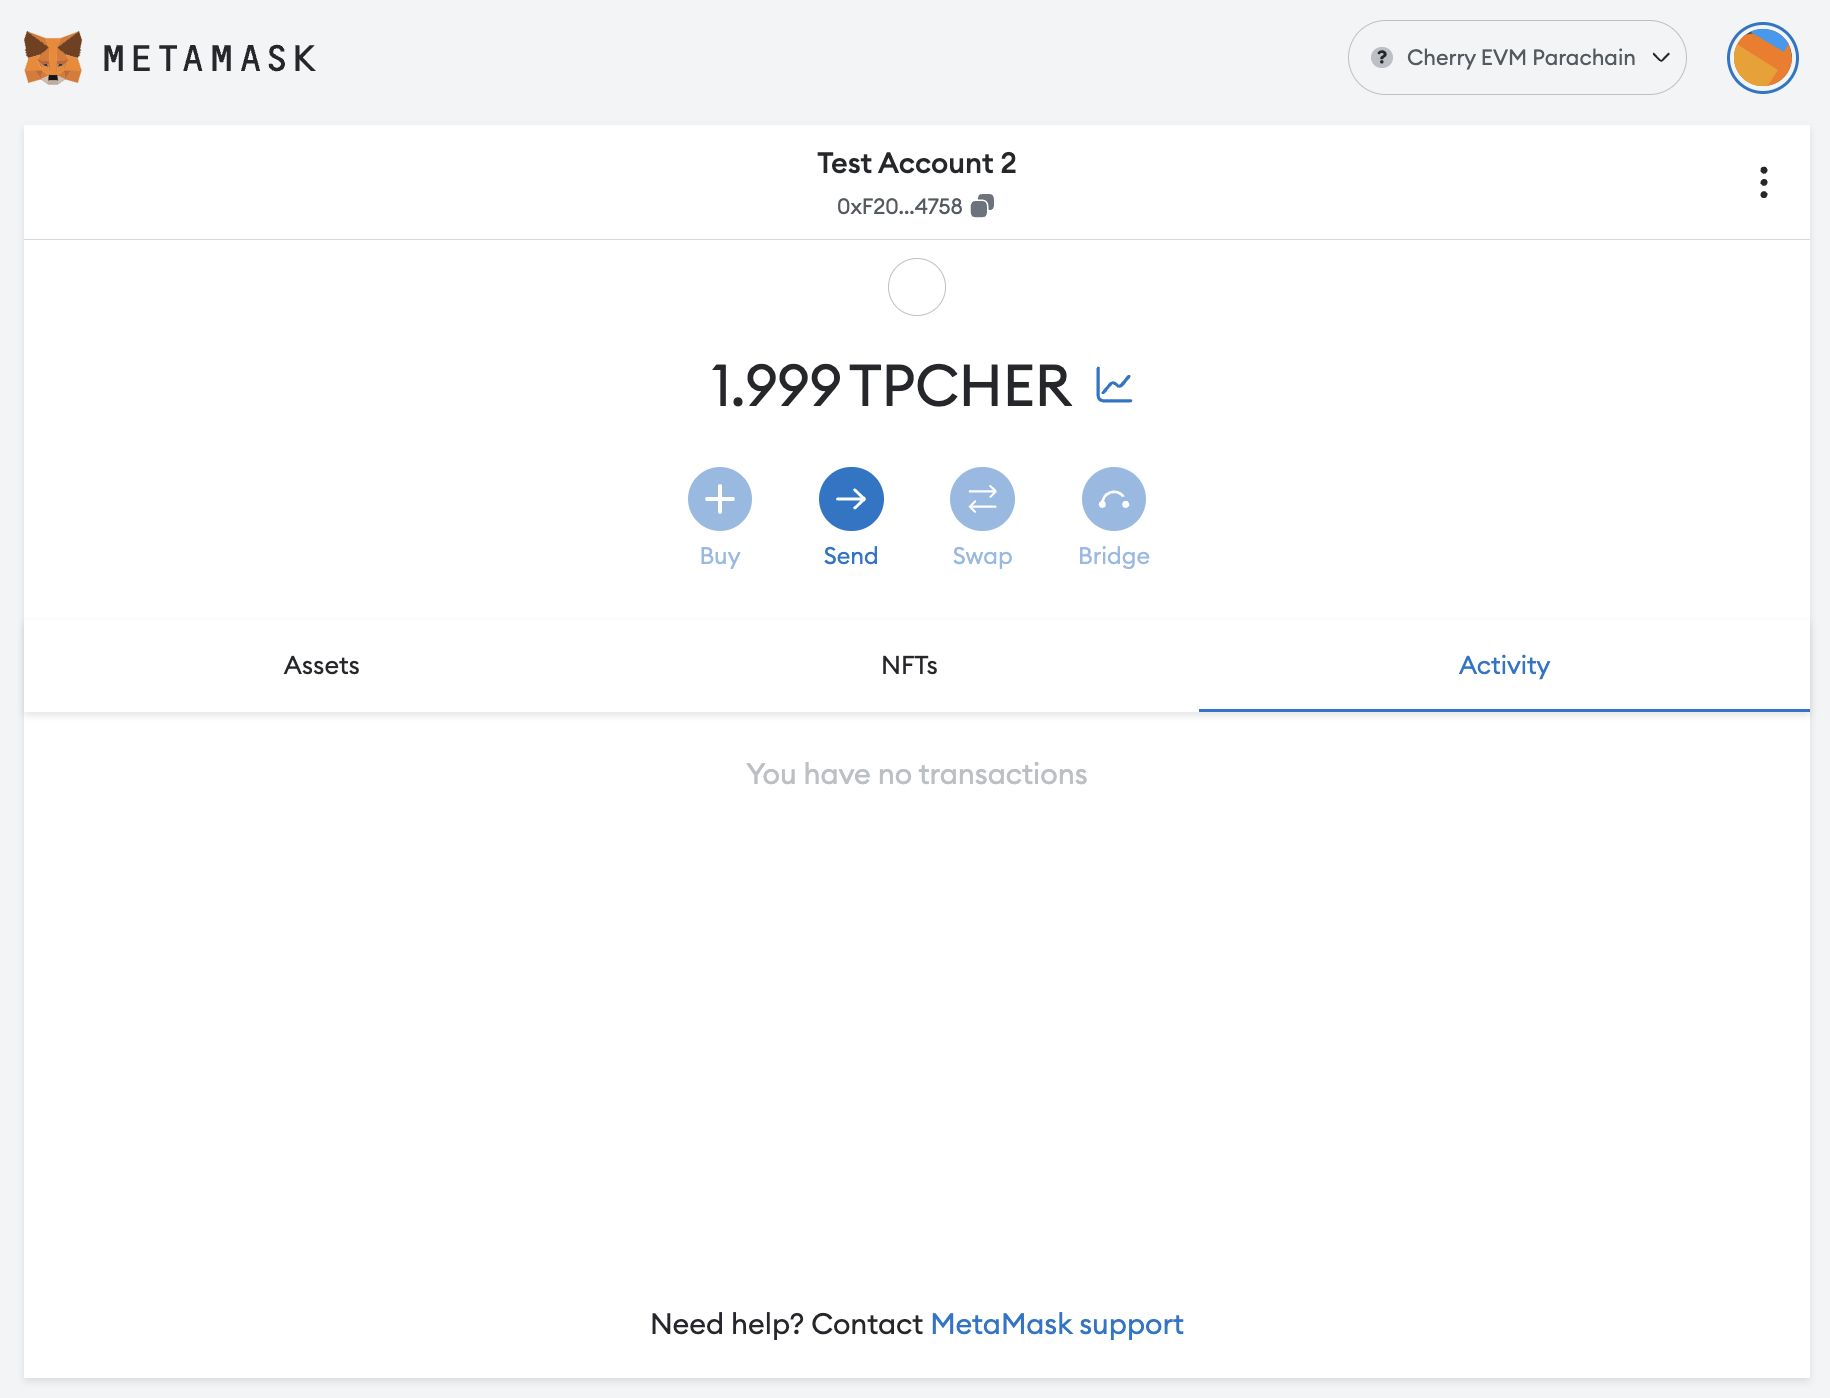 METAMASK
? Cherry EVM Parachain
Test Account 2
0xF20...4758
1.999 TPCHER
Buy
Send
Swap
Bridge
Assets
NFTs
Activity
You have no transactions
Need help? Contact MetaMask support